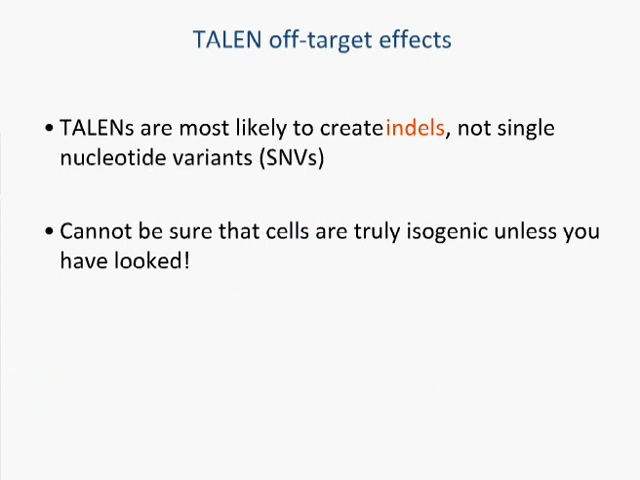 TALEN off-target effects
• TALENs are most likely to create indels, not single
nucleotide variants (SNVs)
• Cannot be sure that cells are truly isogenic unless you
have looked!